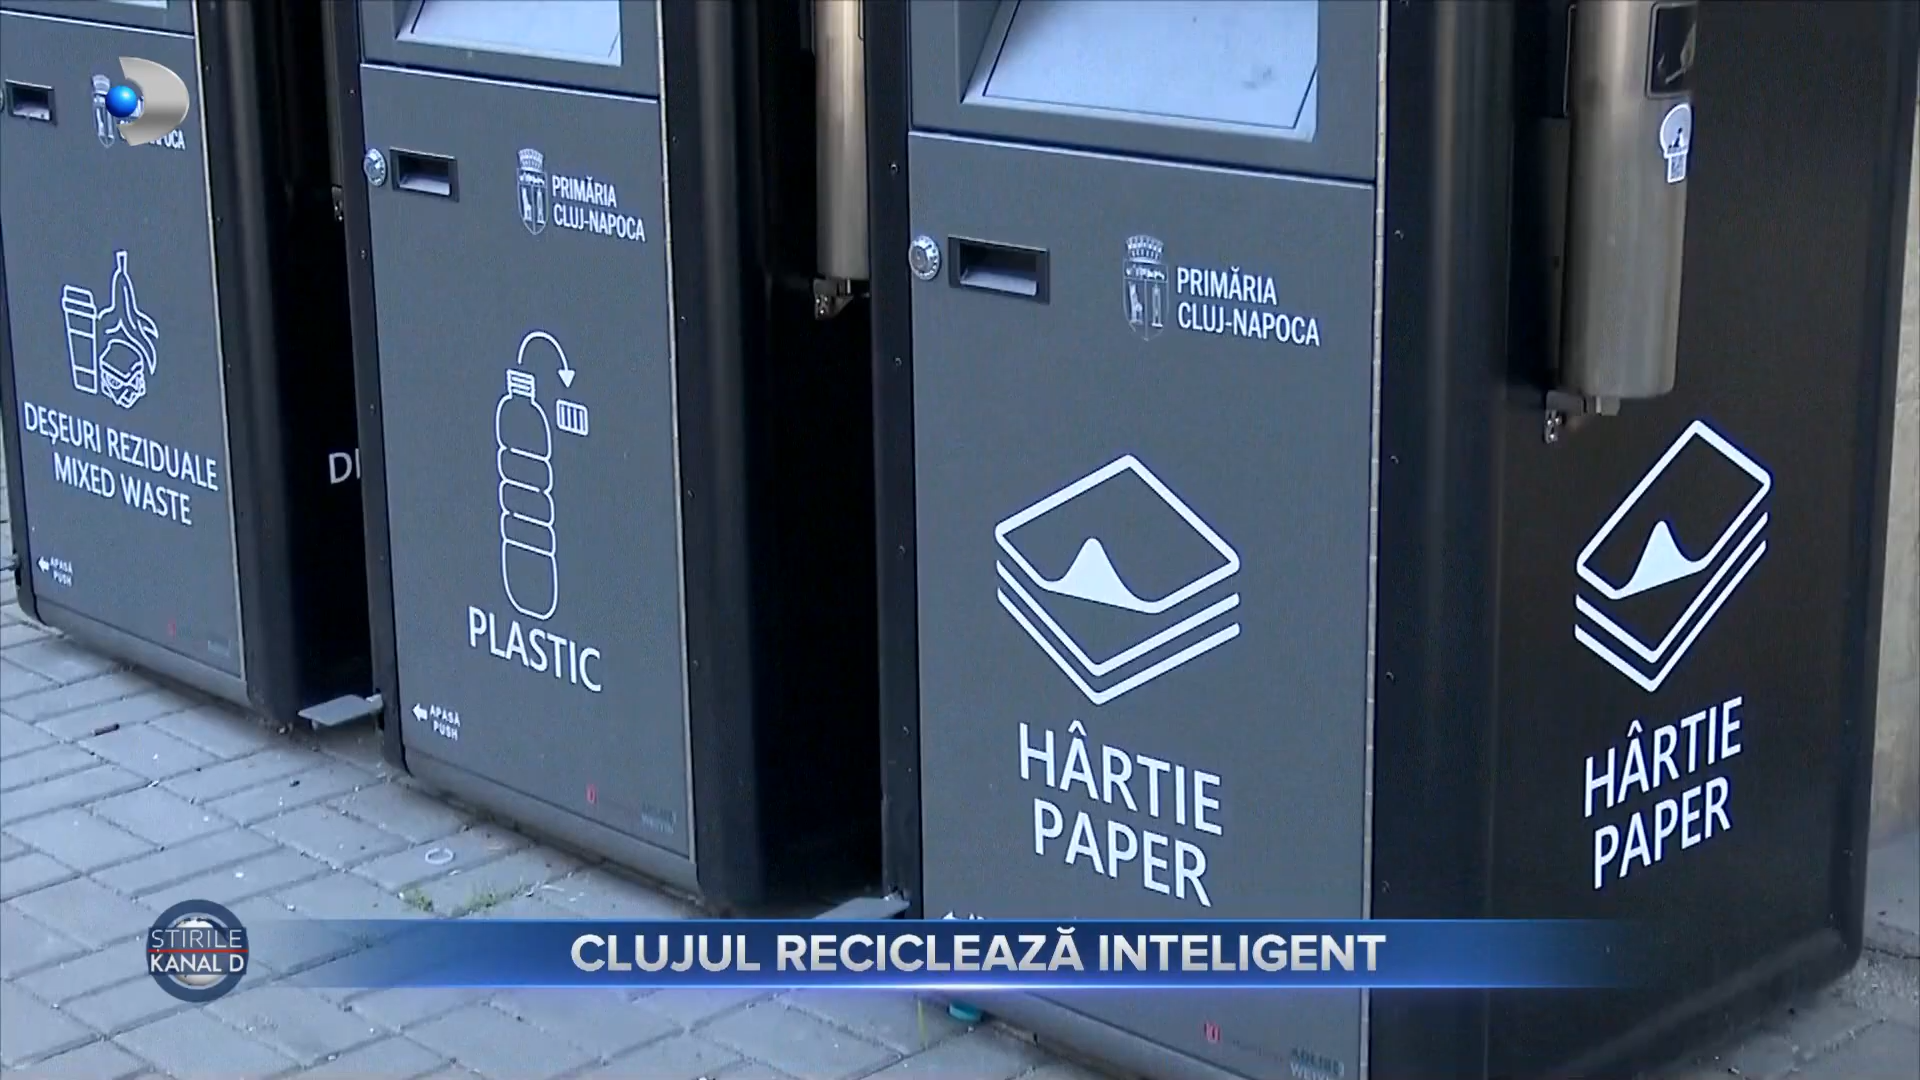 DEȘEURI REZIDUALE
MIXED WASTE
APASĂ
PUSH
PRIMĂRIA
CLUJ-NAPOCA
PLASTIC
APASĂ
PUSH
PRIMĂRIA
CLUJ-NAPOCA
HÂRTIE
PAPER
HÂRTIE
PAPER
ȘTIRILE
KANAL D
CLUJUL RECICLEAZĂ INTELIGENT